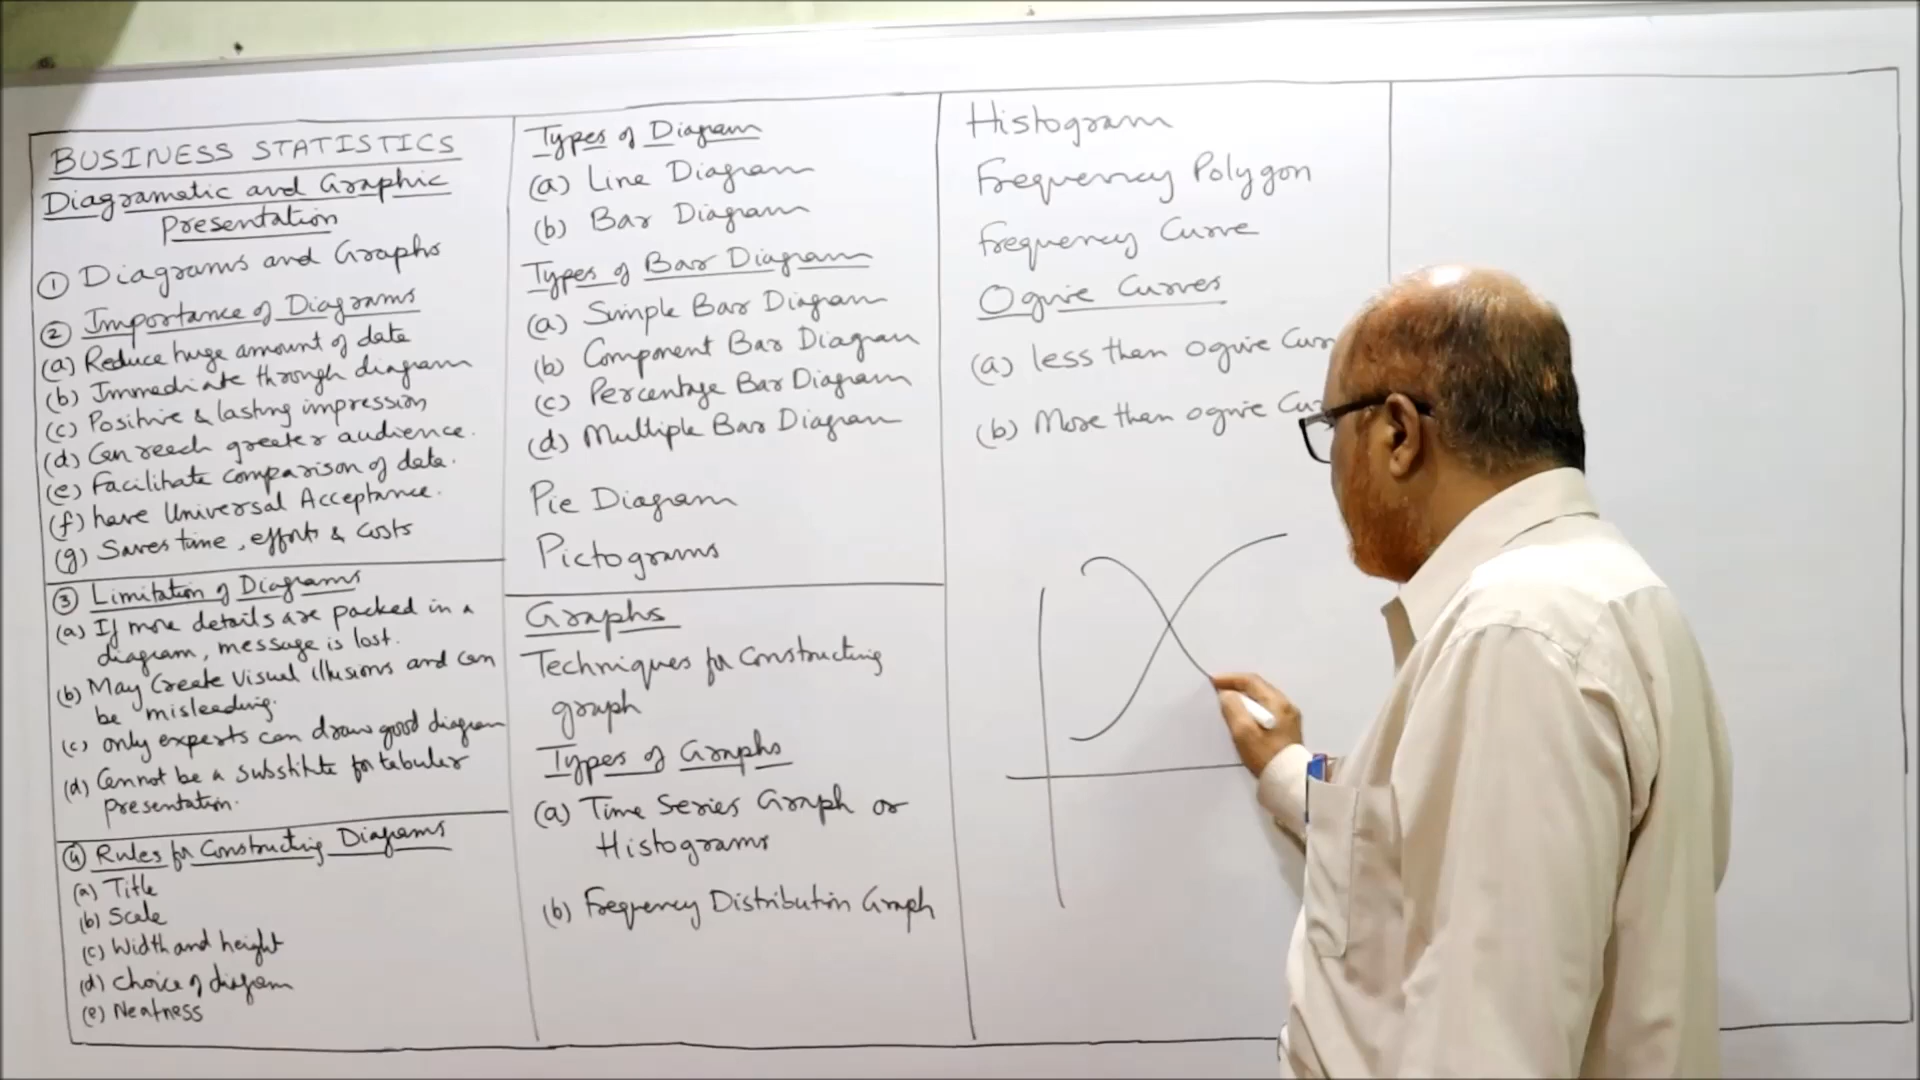 BUSINESS STATISTICS
Diagramatic and Graphic
Presentation
① Diagrams and Graphs
② Importance of Diagrams
(a) Reduce huge amount of data
(b) Immediate through diagram
(c) Positive & lasting impression
(d) Can reach greater audience.
(e) Facilitate comparison of data.
(f) have Universal Acceptance.
(g) Saves time, efforts & costs
③ Limitation of Diagrams
(a) If more details are packed in a
diagram, message is lost.
(b) May Create Visual illusions and can
be misleading.
(c) only experts can draw good diagram
(d) Cannot be a substitute for tabular
presentation.
④ Rules for Constructing Diagrams
(a) Title
(b) Scale
(c) Width and height
(d) Choice of diagram
(e) Neatness
Types of Diagram
(a) Line Diagram
(b) Bar Diagram
Types of Bar Diagram
(a) Simple Bar Diagram
(b) Component Bar Diagram
(c) Percentage Bar Diagram
(d) Multiple Bar Diagram
Pie Diagram
Pictograms
Graphs
Techniques for Constructing
graph
Types of Graphs
(a) Time Series Graph or
Histograms
(b) Frequency Distribution Graph
Histogram
Frequency Polygon
Frequency Curve
Ogive Curves
(a) less than ogive
(b) More than ogive